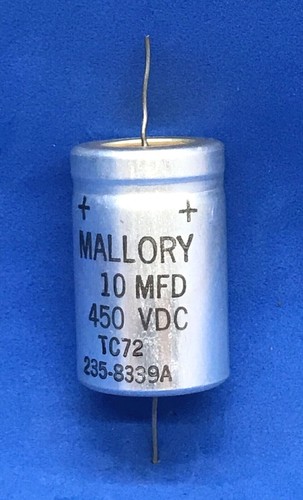 + +
MALLORY
10 MFD
450 VDC
TC72
235-8339A